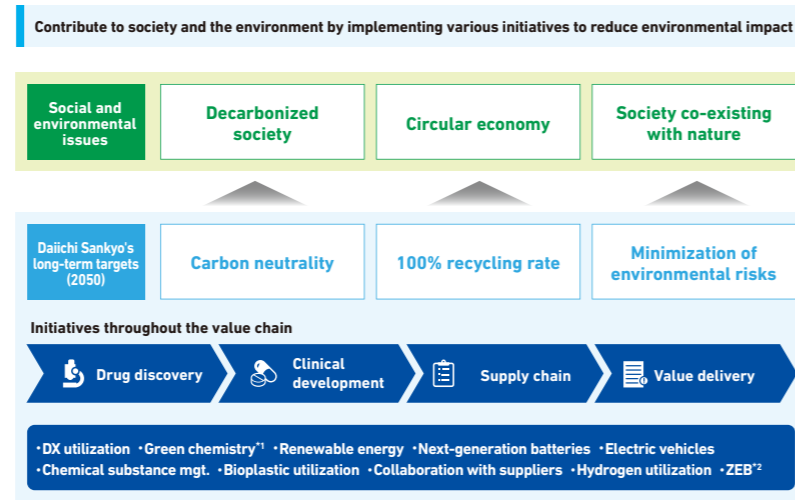 Contribute to society and the environment by implementing various initiatives to reduce environmental impact
Social and
environmental
issues
Decarbonized
society
Circular economy
Society co-existing
with nature
Daiichi Sankyo's
long-term targets
(2050)
Carbon neutrality
100% recycling rate
Minimization of
environmental risks
Initiatives throughout the value chain
Drug discovery
Clinical
development
Supply chain
Value delivery
・DX utilization ・Green chemistry*1 ・Renewable energy ・Next-generation batteries ・Electric vehicles
・Chemical substance mgt. ・Bioplastic utilization ・Collaboration with suppliers ・Hydrogen utilization ・ZEB*2